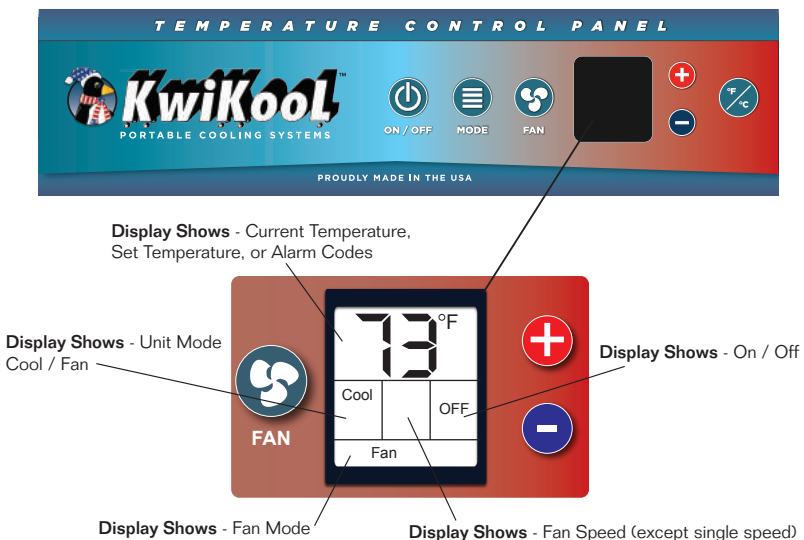 TEMPERATURE CONTROL PANEL
KwiKool™
PORTABLE COOLING SYSTEMS
ON / OFF
MODE
FAN
°F/°C
PROUDLY MADE IN THE USA
Display Shows - Current Temperature,
Set Temperature, or Alarm Codes
73°F
Display Shows - Unit Mode
Cool / Fan
Display Shows - On / Off
Cool
OFF
FAN
Fan
Display Shows - Fan Mode
Display Shows - Fan Speed (except single speed)